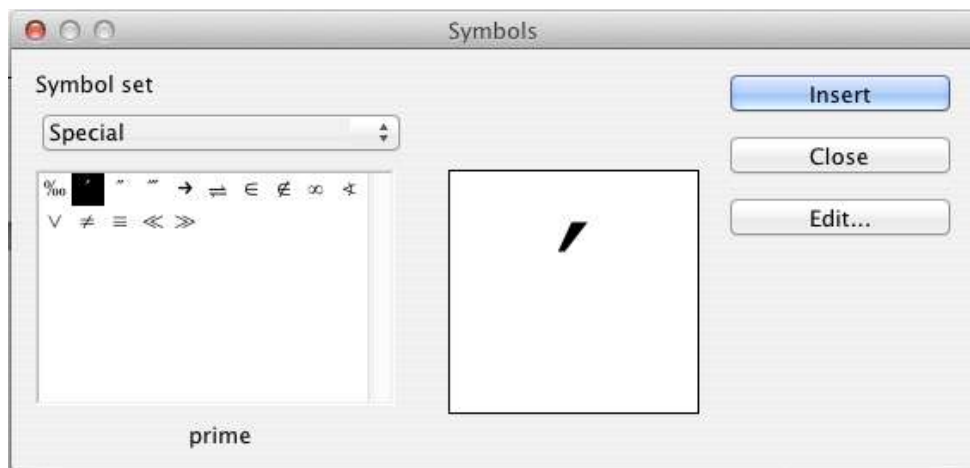 Symbols
Symbol set
Special
‰ ′ ″ ‴ → ⇌ ∈ ∉ ∞ ∢
∨ ≠ ≡ ≪ ≫
′
prime
Insert
Close
Edit...